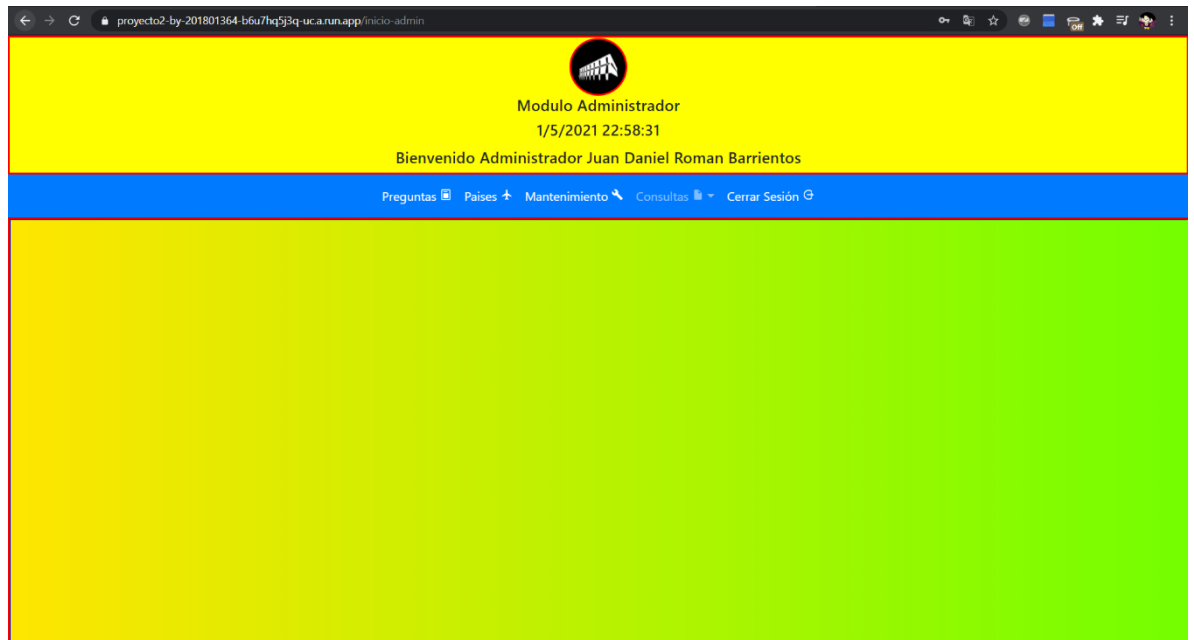 proyecto2-by-201801364-b6u7hq5j3q-uc.a.run.app/inicio-admin
Off
Modulo Administrador
1/5/2021 22:58:31
Bienvenido Administrador Juan Daniel Roman Barrientos
Preguntas Paises Mantenimiento Consultas Cerrar Sesión